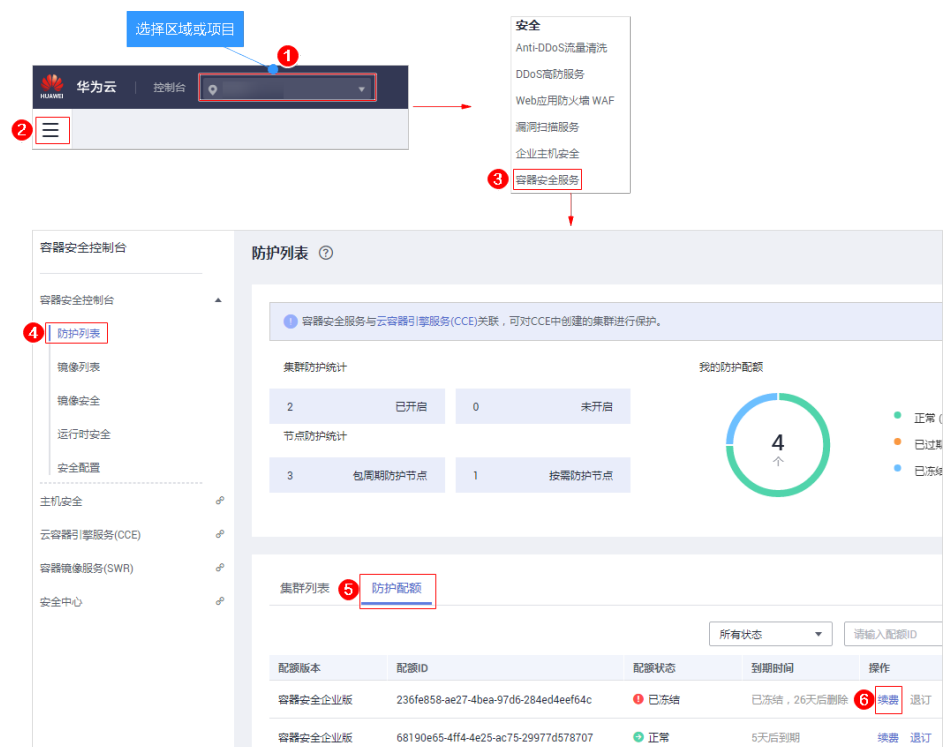 选择区域或项目
1
HUAWEI
华为云
控制台
2
安全
Anti-DDoS流量清洗
DDoS高防服务
Web应用防火墙 WAF
漏洞扫描服务
企业主机安全
3
容器安全服务
容器安全控制台
容器安全控制台
4
防护列表
镜像列表
镜像安全
运行时安全
安全配置
主机安全
云容器引擎服务(CCE)
容器镜像服务(SWR)
安全中心
防护列表 ?
! 容器安全服务与云容器引擎服务(CCE)关联，可对CCE中创建的集群进行保护。
集群防护统计
2 已开启
0 未开启
节点防护统计
3 包周期防护节点
1 按需防护节点
我的防护配额
4
个
正常 (
已过期
已冻结
集群列表 5 防护配额
所有状态
请输入配额ID
配额版本 配额ID 配额状态 到期时间 操作
容器安全企业版 236fe858-ae27-4bea-97d6-284ed4eef64c 已冻结 已冻结，26天后删除 6 续费 退订
容器安全企业版 68190e65-4ff4-4e25-ac75-29977d578707 正常 5天后到期 续费 退订